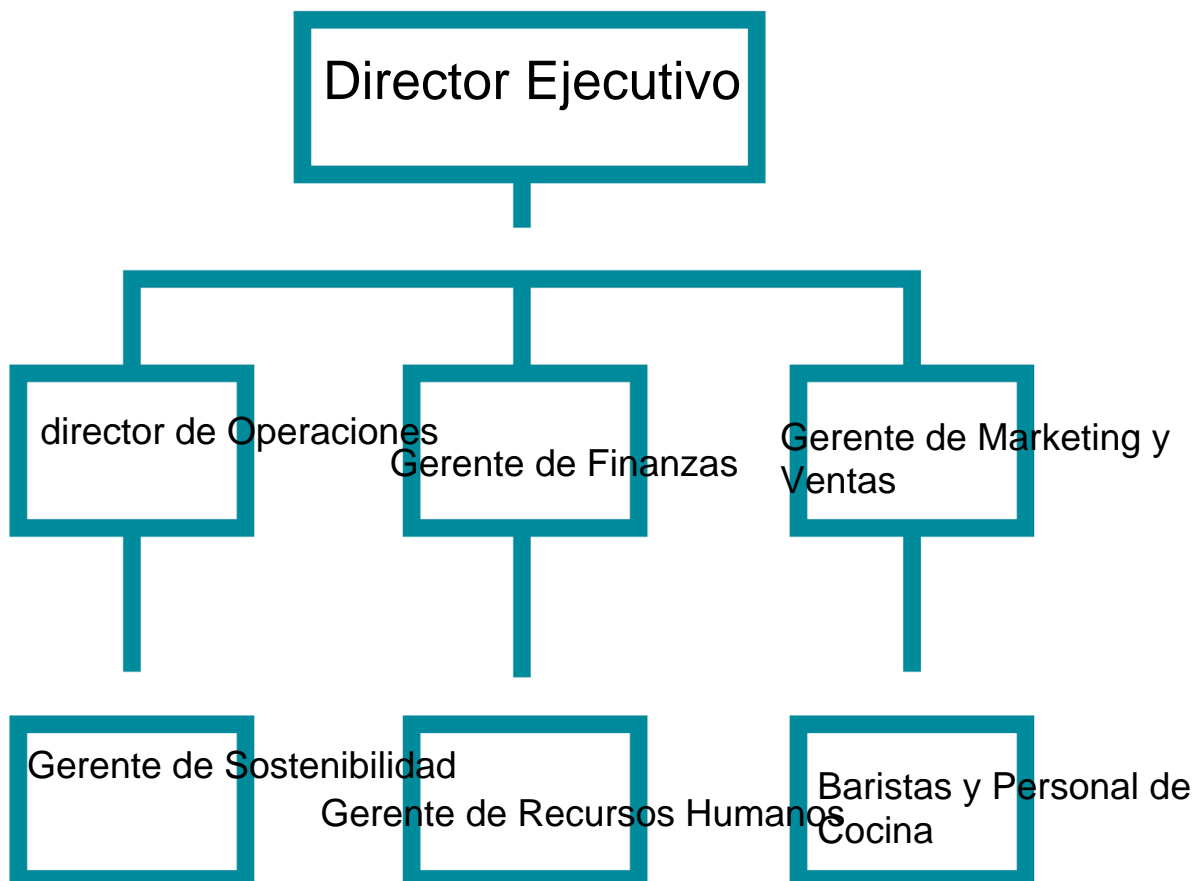 Director Ejecutivo
director de Operaciones
Gerente de Finanzas
Gerente de Marketing y
Ventas
Gerente de Sostenibilidad
Gerente de Recursos Humanos
Baristas y Personal de
Cocina